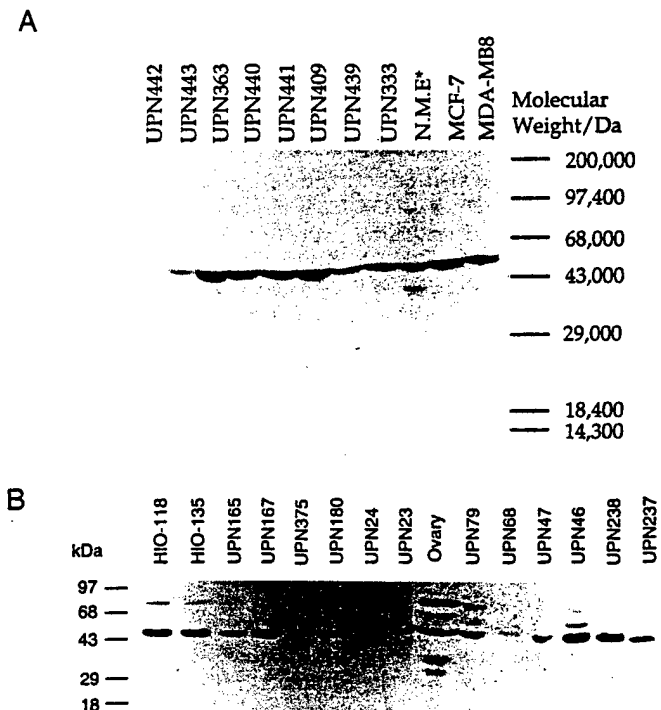 A
UPN442
UPN443
UPN363
UPN440
UPN441
UPN409
UPN439
UPN333
N.M.E*
MCF-7
MDA-MB8
Molecular
Weight/Da
200,000
97,400
68,000
43,000
29,000
18,400
14,300
B
kDa
HIO-118
HIO-135
UPN165
UPN167
UPN375
UPN180
UPN24
UPN23
Ovary
UPN79
UPN68
UPN47
UPN46
UPN238
UPN237
97
68
43
29
18